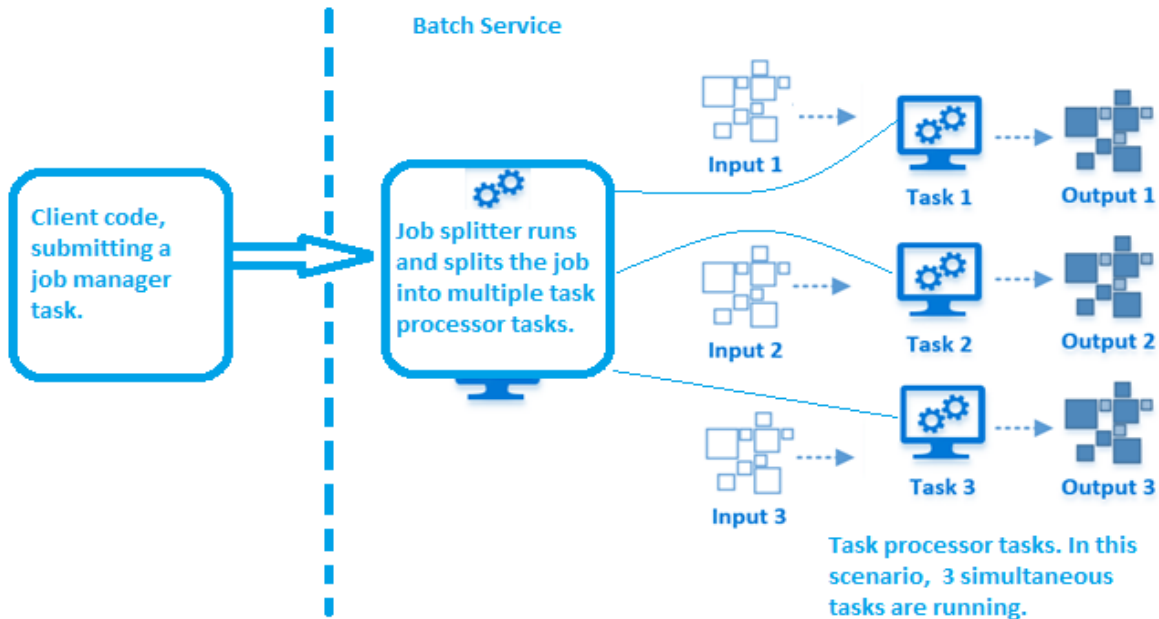 Batch Service
Client code,
submitting a
job manager
task.
Job splitter runs
and splits the job
into multiple task
processor tasks.
Input 1
Task 1
Output 1
Input 2
Task 2
Output 2
Input 3
Task 3
Output 3
Task processor tasks. In this
scenario, 3 simultaneous
tasks are running.